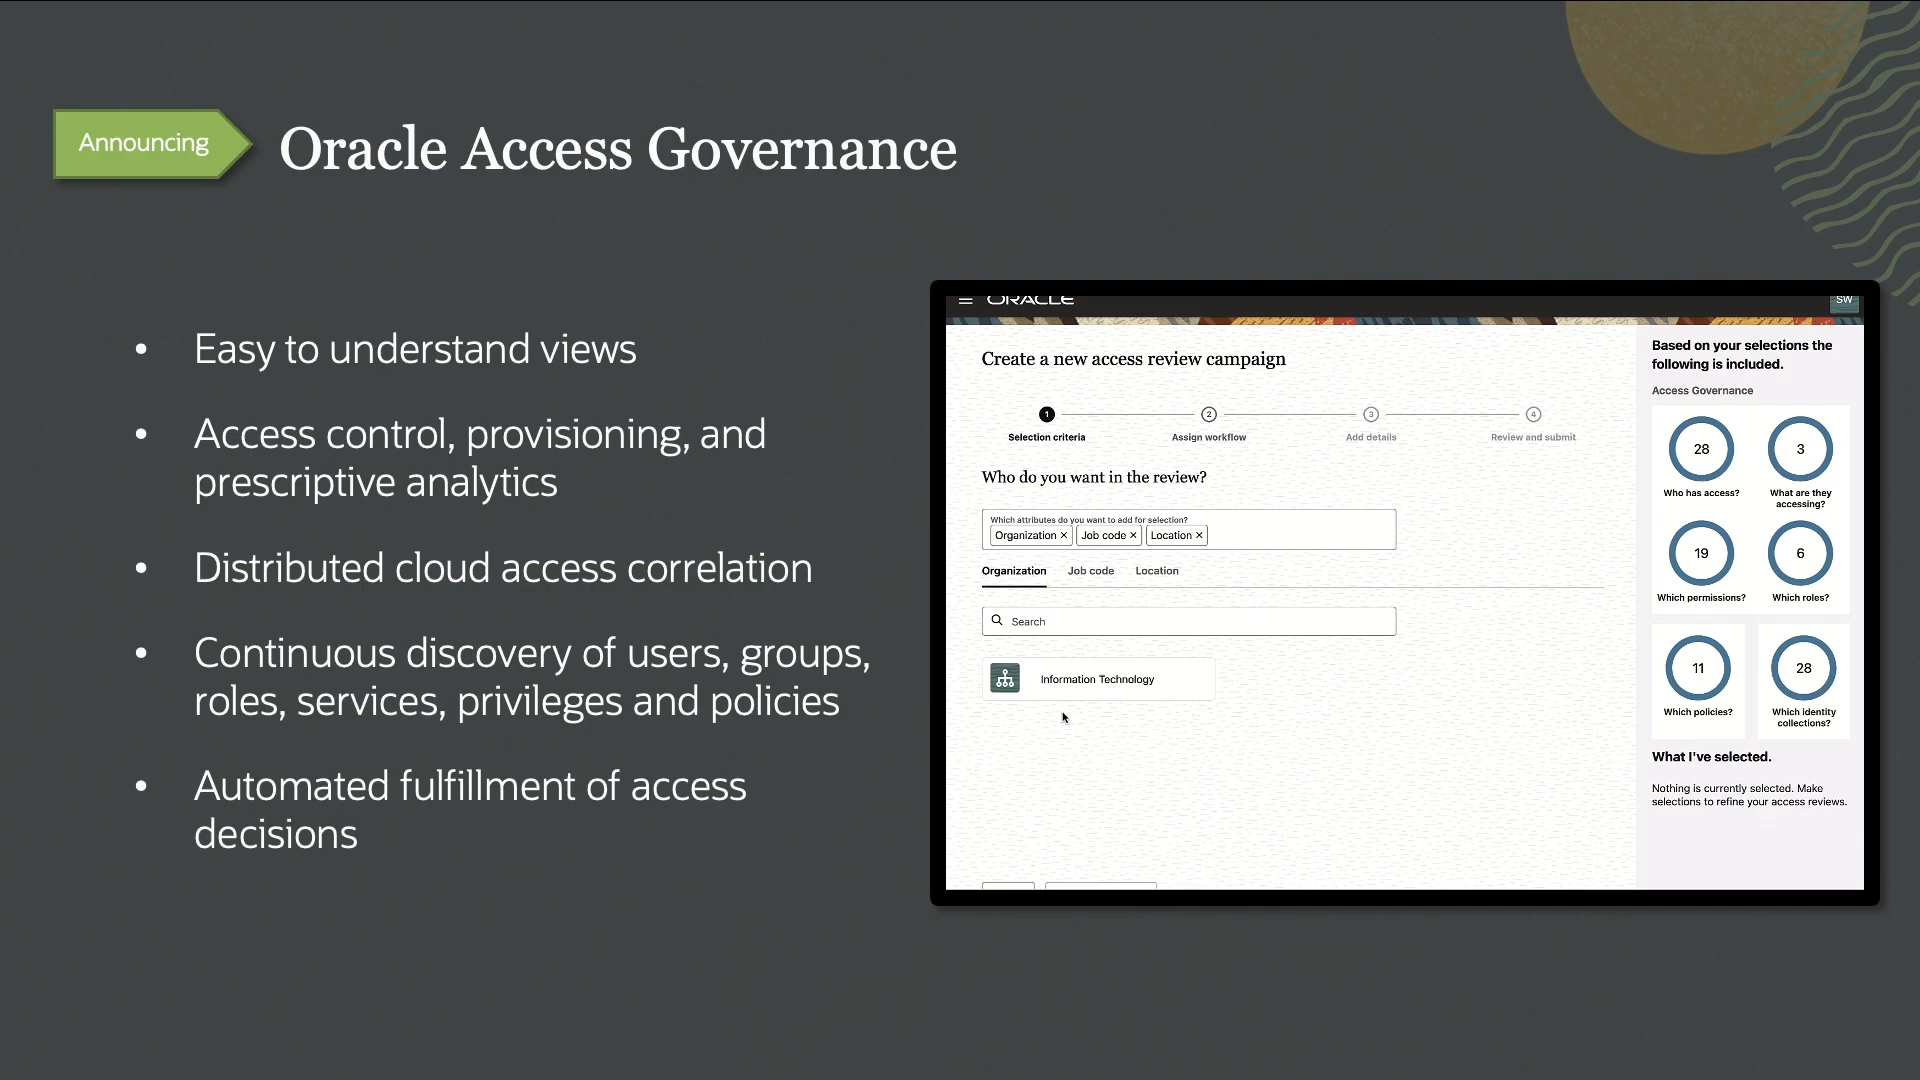 Announcing
Oracle Access Governance
• Easy to understand views
• Access control, provisioning, and
prescriptive analytics
• Distributed cloud access correlation
• Continuous discovery of users, groups,
roles, services, privileges and policies
• Automated fulfillment of access
decisions
ORACLE
SW
Create a new access review campaign
1
2
3
4
Selection criteria
Assign workflow
Add details
Review and submit
Who do you want in the review?
Which attributes do you want to add for selection?
Organization × Job code × Location ×
Organization Job code Location
Search
Information Technology
Based on your selections the
following is included.
Access Governance
28
Who has access?
3
What are they
accessing?
19
Which permissions?
6
Which roles?
11
Which policies?
28
Which identity
collections?
What I've selected.
Nothing is currently selected. Make
selections to refine your access reviews.